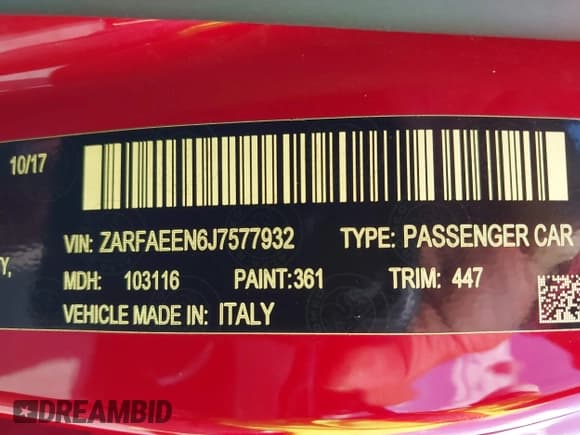 10/17
VIN: ZARFAEEN6J7577932 TYPE: PASSENGER CAR
Y,
MDH: 103116 PAINT:361 TRIM: 447
VEHICLE MADE IN: ITALY
DREAMBID